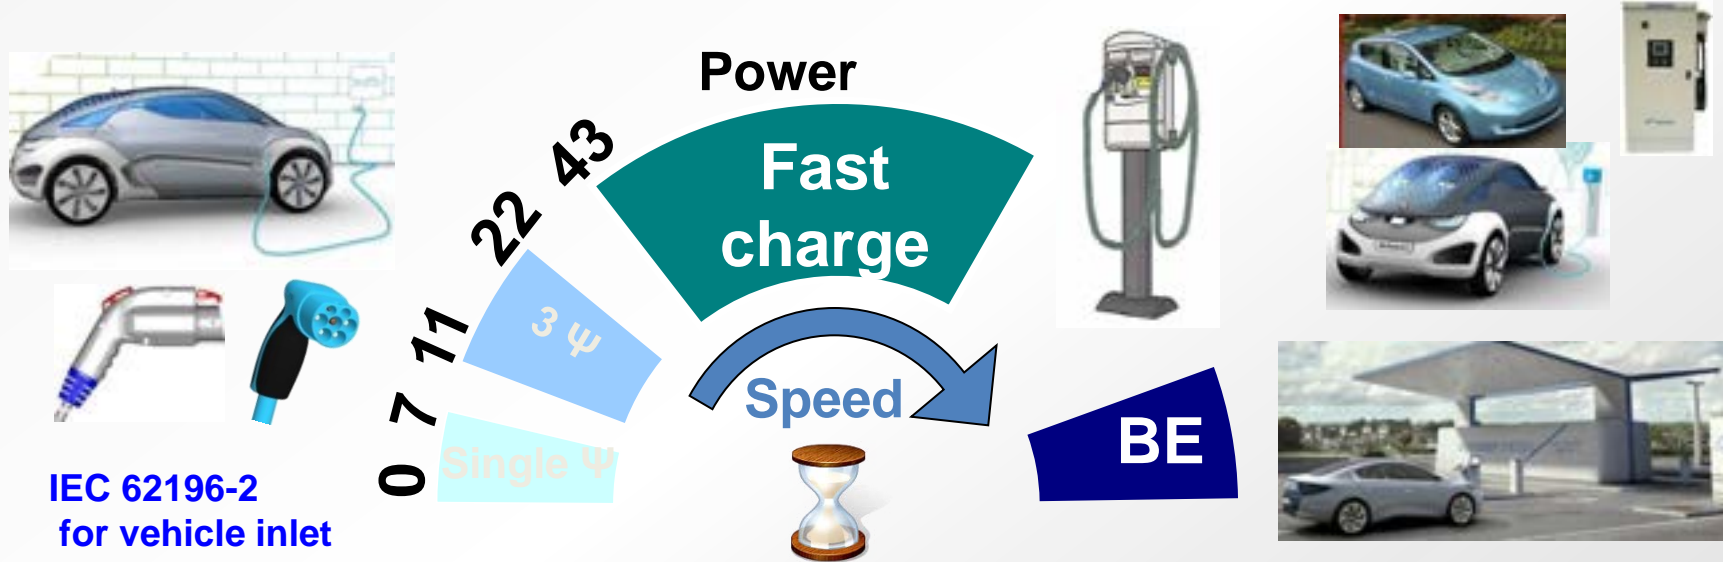 Power
43
22
11
7
0
Fast
charge
3 Ψ
Single Ψ
Speed
BE
IEC 62196-2
for vehicle inlet